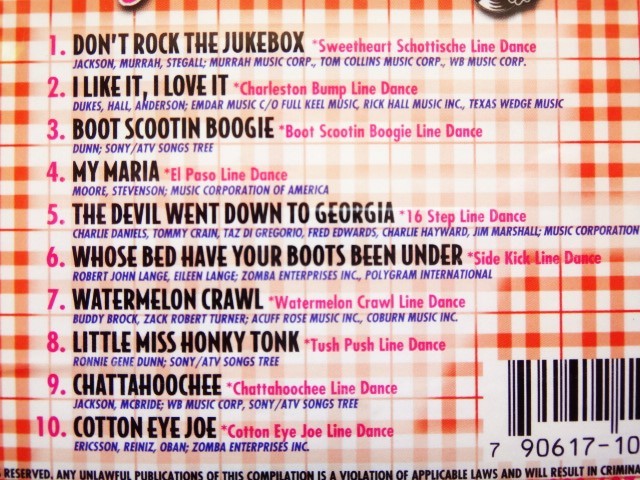 1. DON'T ROCK THE JUKEBOX *Sweetheart Schottische Line Dance
JACKSON, MURRAH, STEGALL; MURRAH MUSIC CORP., TOM COLLINS MUSIC CORP., WB MUSIC CORP.
2. I LIKE IT, I LOVE IT *Charleston Bump Line Dance
DUKES, HALL, ANDERSON; EMDAR MUSIC C/O FULL KEEL MUSIC, RICK HALL MUSIC INC., TEXAS WEDGE MUSIC
3. BOOT SCOOTIN BOOGIE *Boot Scootin Boogie Line Dance
DUNN; SONY/ATV SONGS TREE
4. MY MARIA *El Paso Line Dance
MOORE, STEVENSON; MUSIC CORPORATION OF AMERICA
5. THE DEVIL WENT DOWN TO GEORGIA *16 Step Line Dance
CHARLIE DANIELS, TOMMY CRAIN, TAZ DI GREGORIO, FRED EDWARDS, CHARLIE HAYWARD, JIM MARSHALL; MUSIC CORPORATION
6. WHOSE BED HAVE YOUR BOOTS BEEN UNDER *Side Kick Line Dance
ROBERT JOHN LANGE, EILEEN LANGE; ZOMBA ENTERPRISES INC., POLYGRAM INTERNATIONAL
7. WATERMELON CRAWL *Watermelon Crawl Line Dance
BUDDY BROCK, ZACK ROBERT TURNER; ACUFF ROSE MUSIC INC., COBURN MUSIC INC.
8. LITTLE MISS HONKY TONK *Tush Push Line Dance
RONNIE GENE DUNN; SONY/ATV SONGS TREE
9. CHATTAHOOCHEE *Chattahoochee Line Dance
JACKSON, MCBRIDE; WB MUSIC CORP, SONY/ATV SONGS TREE
10. COTTON EYE JOE *Cotton Eye Joe Line Dance
ERICSSON, REINIZ, OBAN; ZOMBA ENTERPRISES INC.
7 90617-10
S RESERVED. ANY UNLAWFUL PUBLICATIONS OF THIS COMPILATION IS A VIOLATION OF APPLICABLE LAWS AND WILL RESULT IN CRIMINA